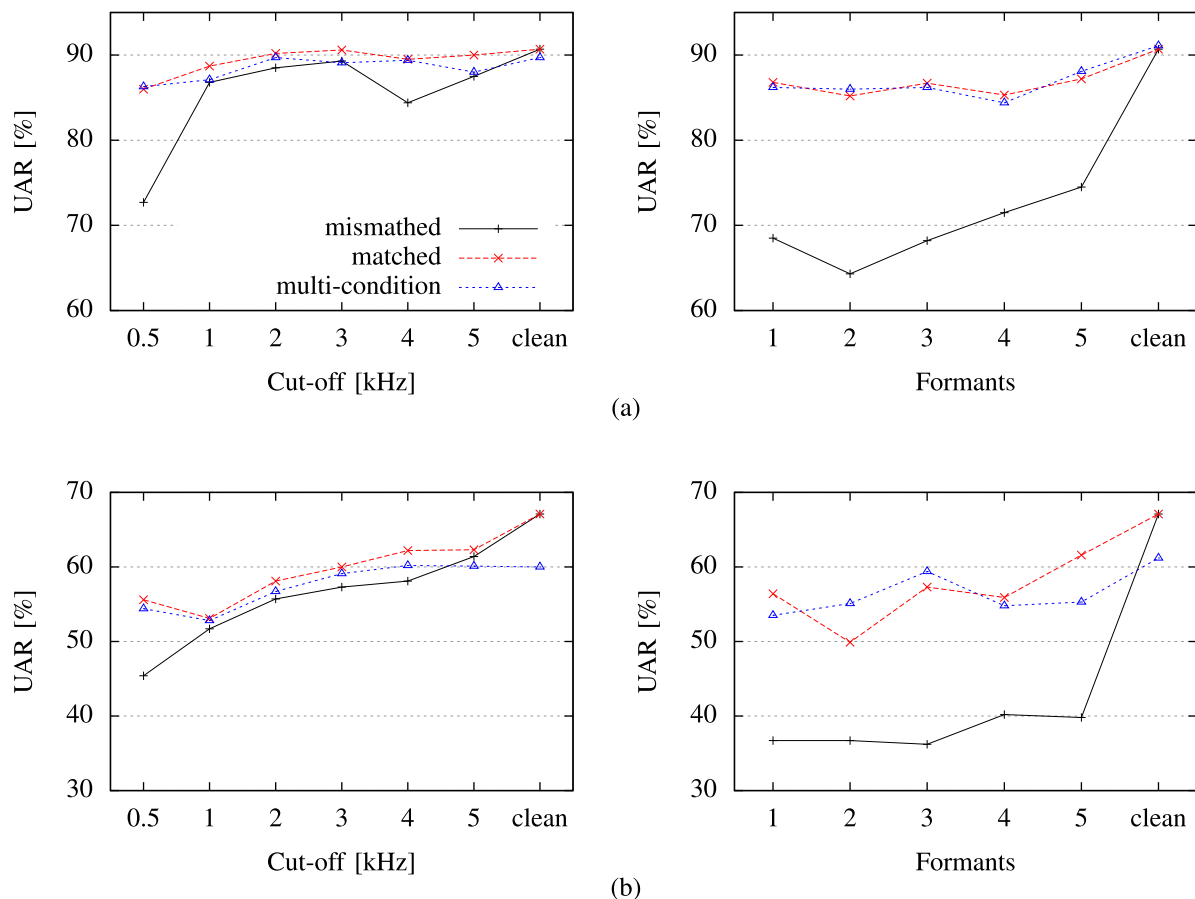 90
80
70
60
UAR [%]
mismathed
matched
multi-condition
0.5 1 2 3 4 5 clean
Cut-off [kHz]
90
80
70
60
UAR [%]
1 2 3 4 5 clean
Formants
(a)
70
60
50
40
30
UAR [%]
0.5 1 2 3 4 5 clean
Cut-off [kHz]
70
60
50
40
30
UAR [%]
1 2 3 4 5 clean
Formants
(b)